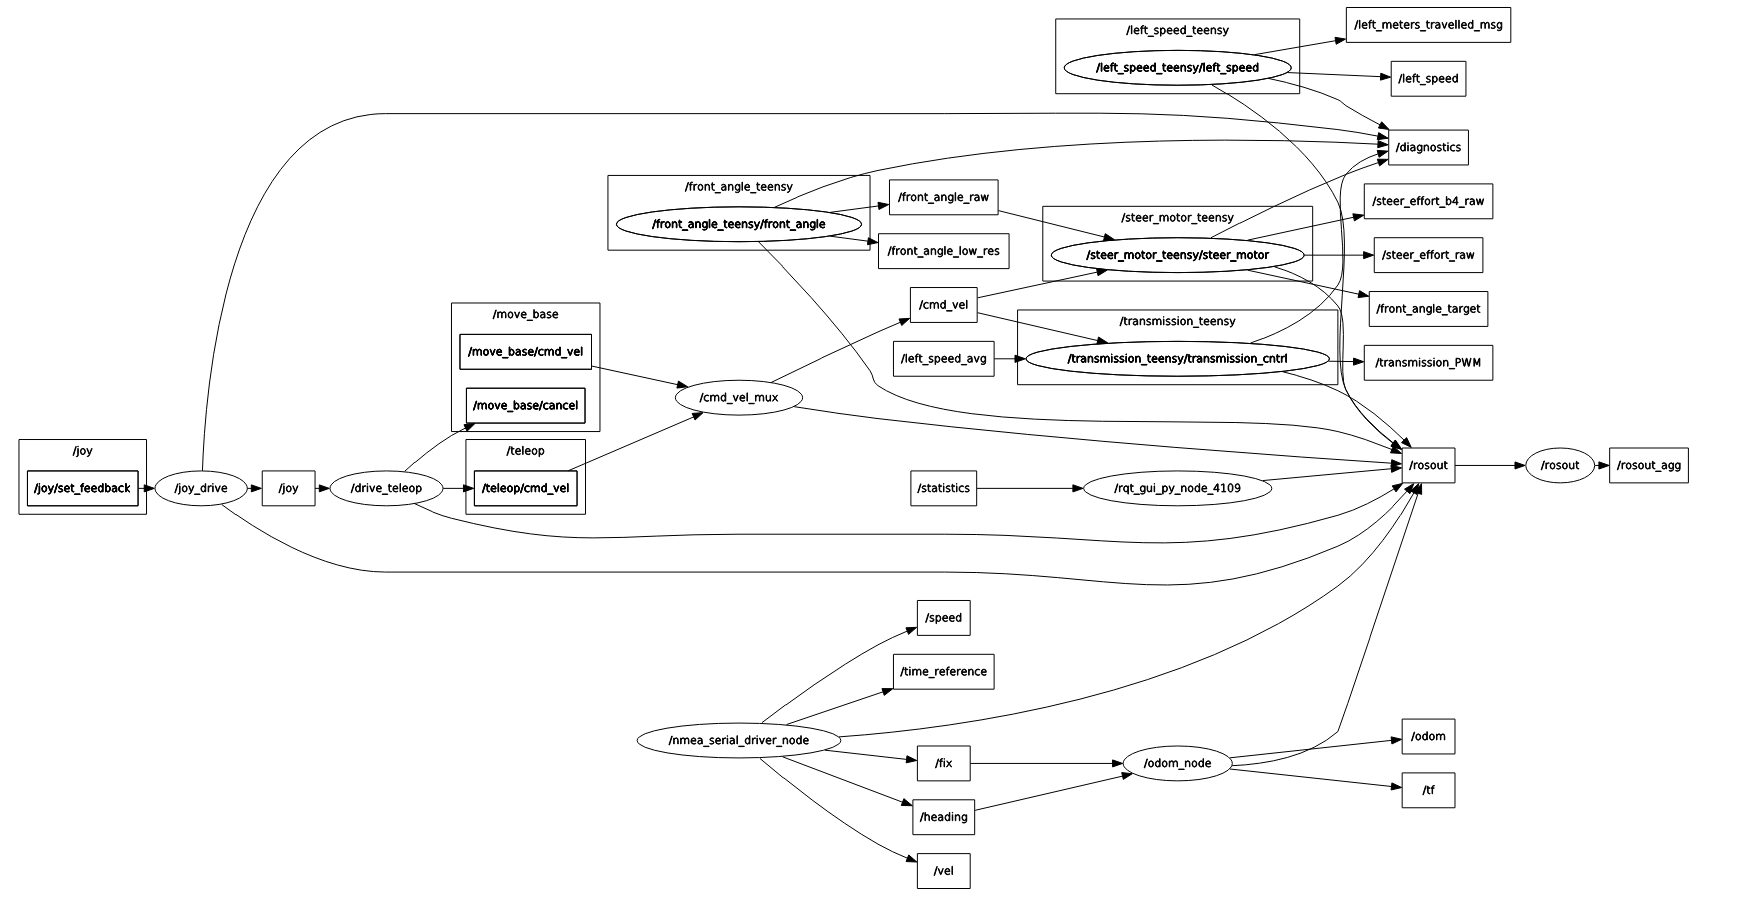 /left_speed_teensy
/left_speed_teensy/left_speed
/left_meters_travelled_msg
/left_speed
/diagnostics
/front_angle_teensy
/front_angle_teensy/front_angle
/front_angle_raw
/front_angle_low_res
/steer_motor_teensy
/steer_motor_teensy/steer_motor
/steer_effort_b4_raw
/steer_effort_raw
/front_angle_target
/move_base
/move_base/cmd_vel
/move_base/cancel
/cmd_vel
/left_speed_avg
/transmission_teensy
/transmission_teensy/transmission_cntrl
/transmission_PWM
/cmd_vel_mux
/joy
/joy/set_feedback
/joy_drive
/joy
/drive_teleop
/teleop
/teleop/cmd_vel
/statistics
/rqt_gui_py_node_4109
/rosout
/rosout
/rosout_agg
/speed
/time_reference
/nmea_serial_driver_node
/fix
/heading
/vel
/odom_node
/odom
/tf